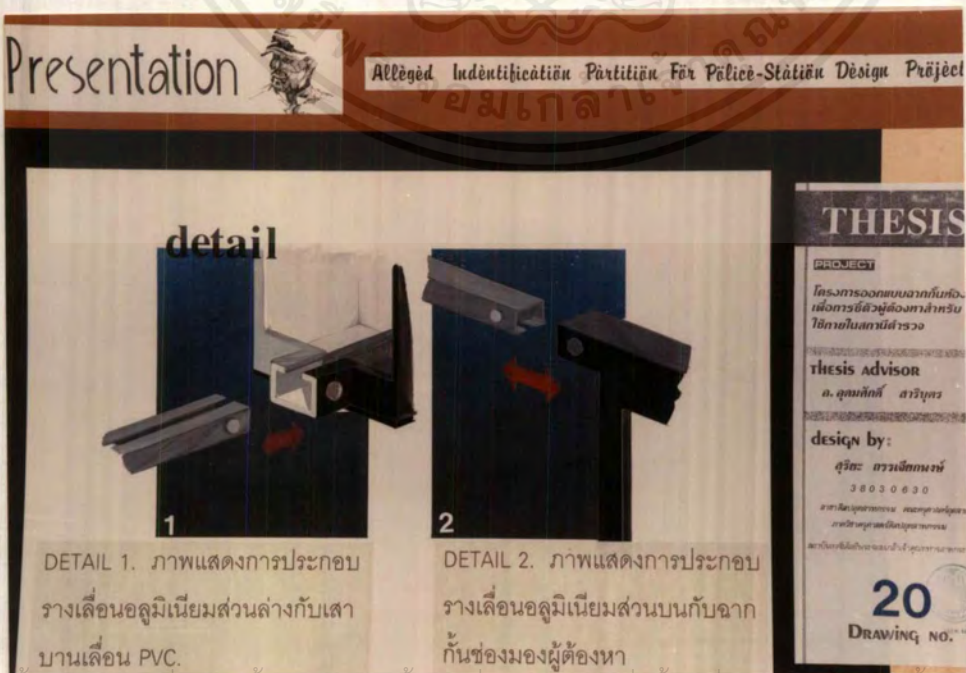 Presentation
Allègèd Indèntificàtiön Pàrtitiön För Pölicè-Stàtiön Dèsign Pröjèct
detail
1
2
DETAIL 1. ภาพแสดงการประกอบ
รางเลื่อนอลูมิเนียมส่วนล่างกับเสา
บานเลื่อน PVC.
DETAIL 2. ภาพแสดงการประกอบ
รางเลื่อนอลูมิเนียมส่วนบนกับฉาก
กั้นช่องมองผู้ต้องหา
THESIS
PROJECT
โครงการออกแบบฉากกั้นห้อง
เพื่อการชี้ตัวผู้ต้องหาสำหรับ
ใช้ภายในสถานีตำรวจ
THESIS ADVISOR
อ. อุดมศักดิ์ สาริบุตร
design by:
สุริยะ
38030630
20
DRAWING NO.